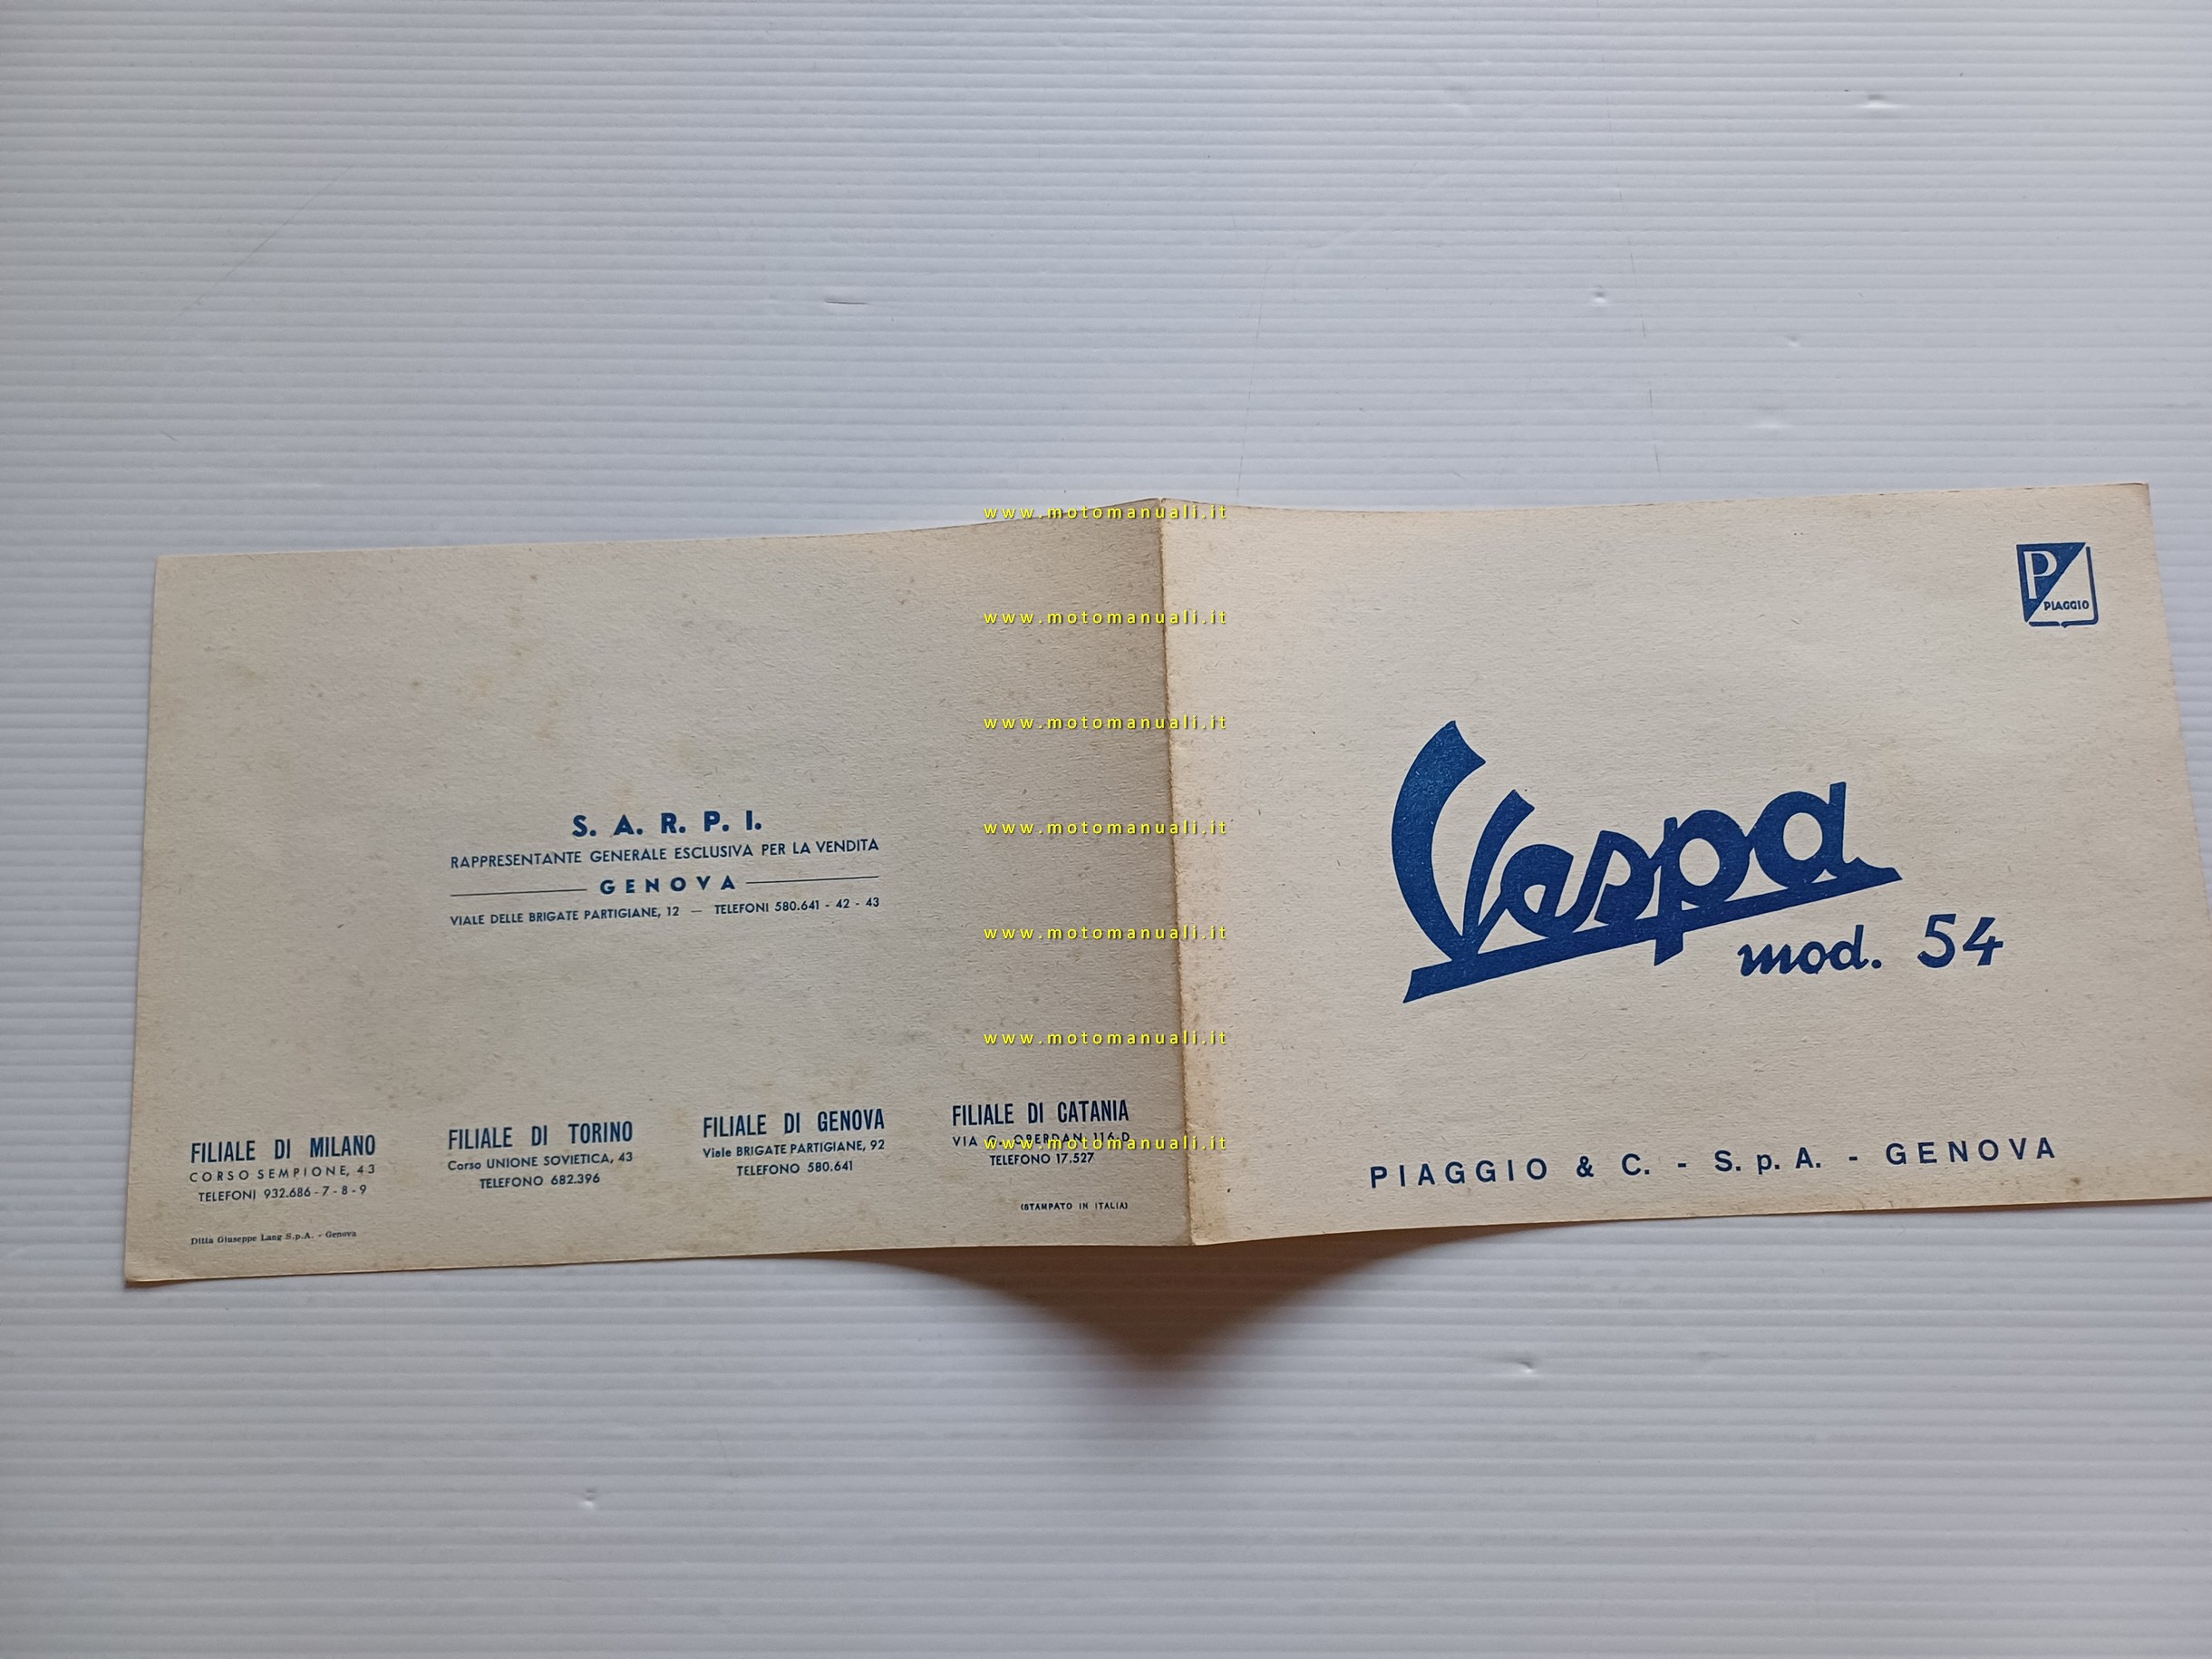 S. A. R. P. I.
RAPPRESENTANTE GENERALE ESCLUSIVA PER LA VENDITA
GENOVA
VIALE DELLE BRIGATE PARTIGIANE, 12 — TELEFONI 580.641 - 42 - 43
FILIALE DI MILANO
CORSO SEMPIONE, 43
TELEFONI 932.686 - 7 - 8 - 9
FILIALE DI TORINO
Corso UNIONE SOVIETICA, 43
TELEFONO 682.396
FILIALE DI GENOVA
Viale BRIGATE PARTIGIANE, 92
TELEFONO 580.641
FILIALE DI CATANIA
VIA G. OBERDAN 116 D
TELEFONO 17.527
(STAMPATO IN ITALIA)
Ditta Giuseppe Lang S.p.A. - Genova
P
PIAGGIO
Vespa
mod. 54
PIAGGIO & C. - S. p. A. - GENOVA
www.motomanuali.it
www.motomanuali.it
www.motomanuali.it
www.motomanuali.it
www.motomanuali.it
www.motomanuali.it
www.motomanuali.it